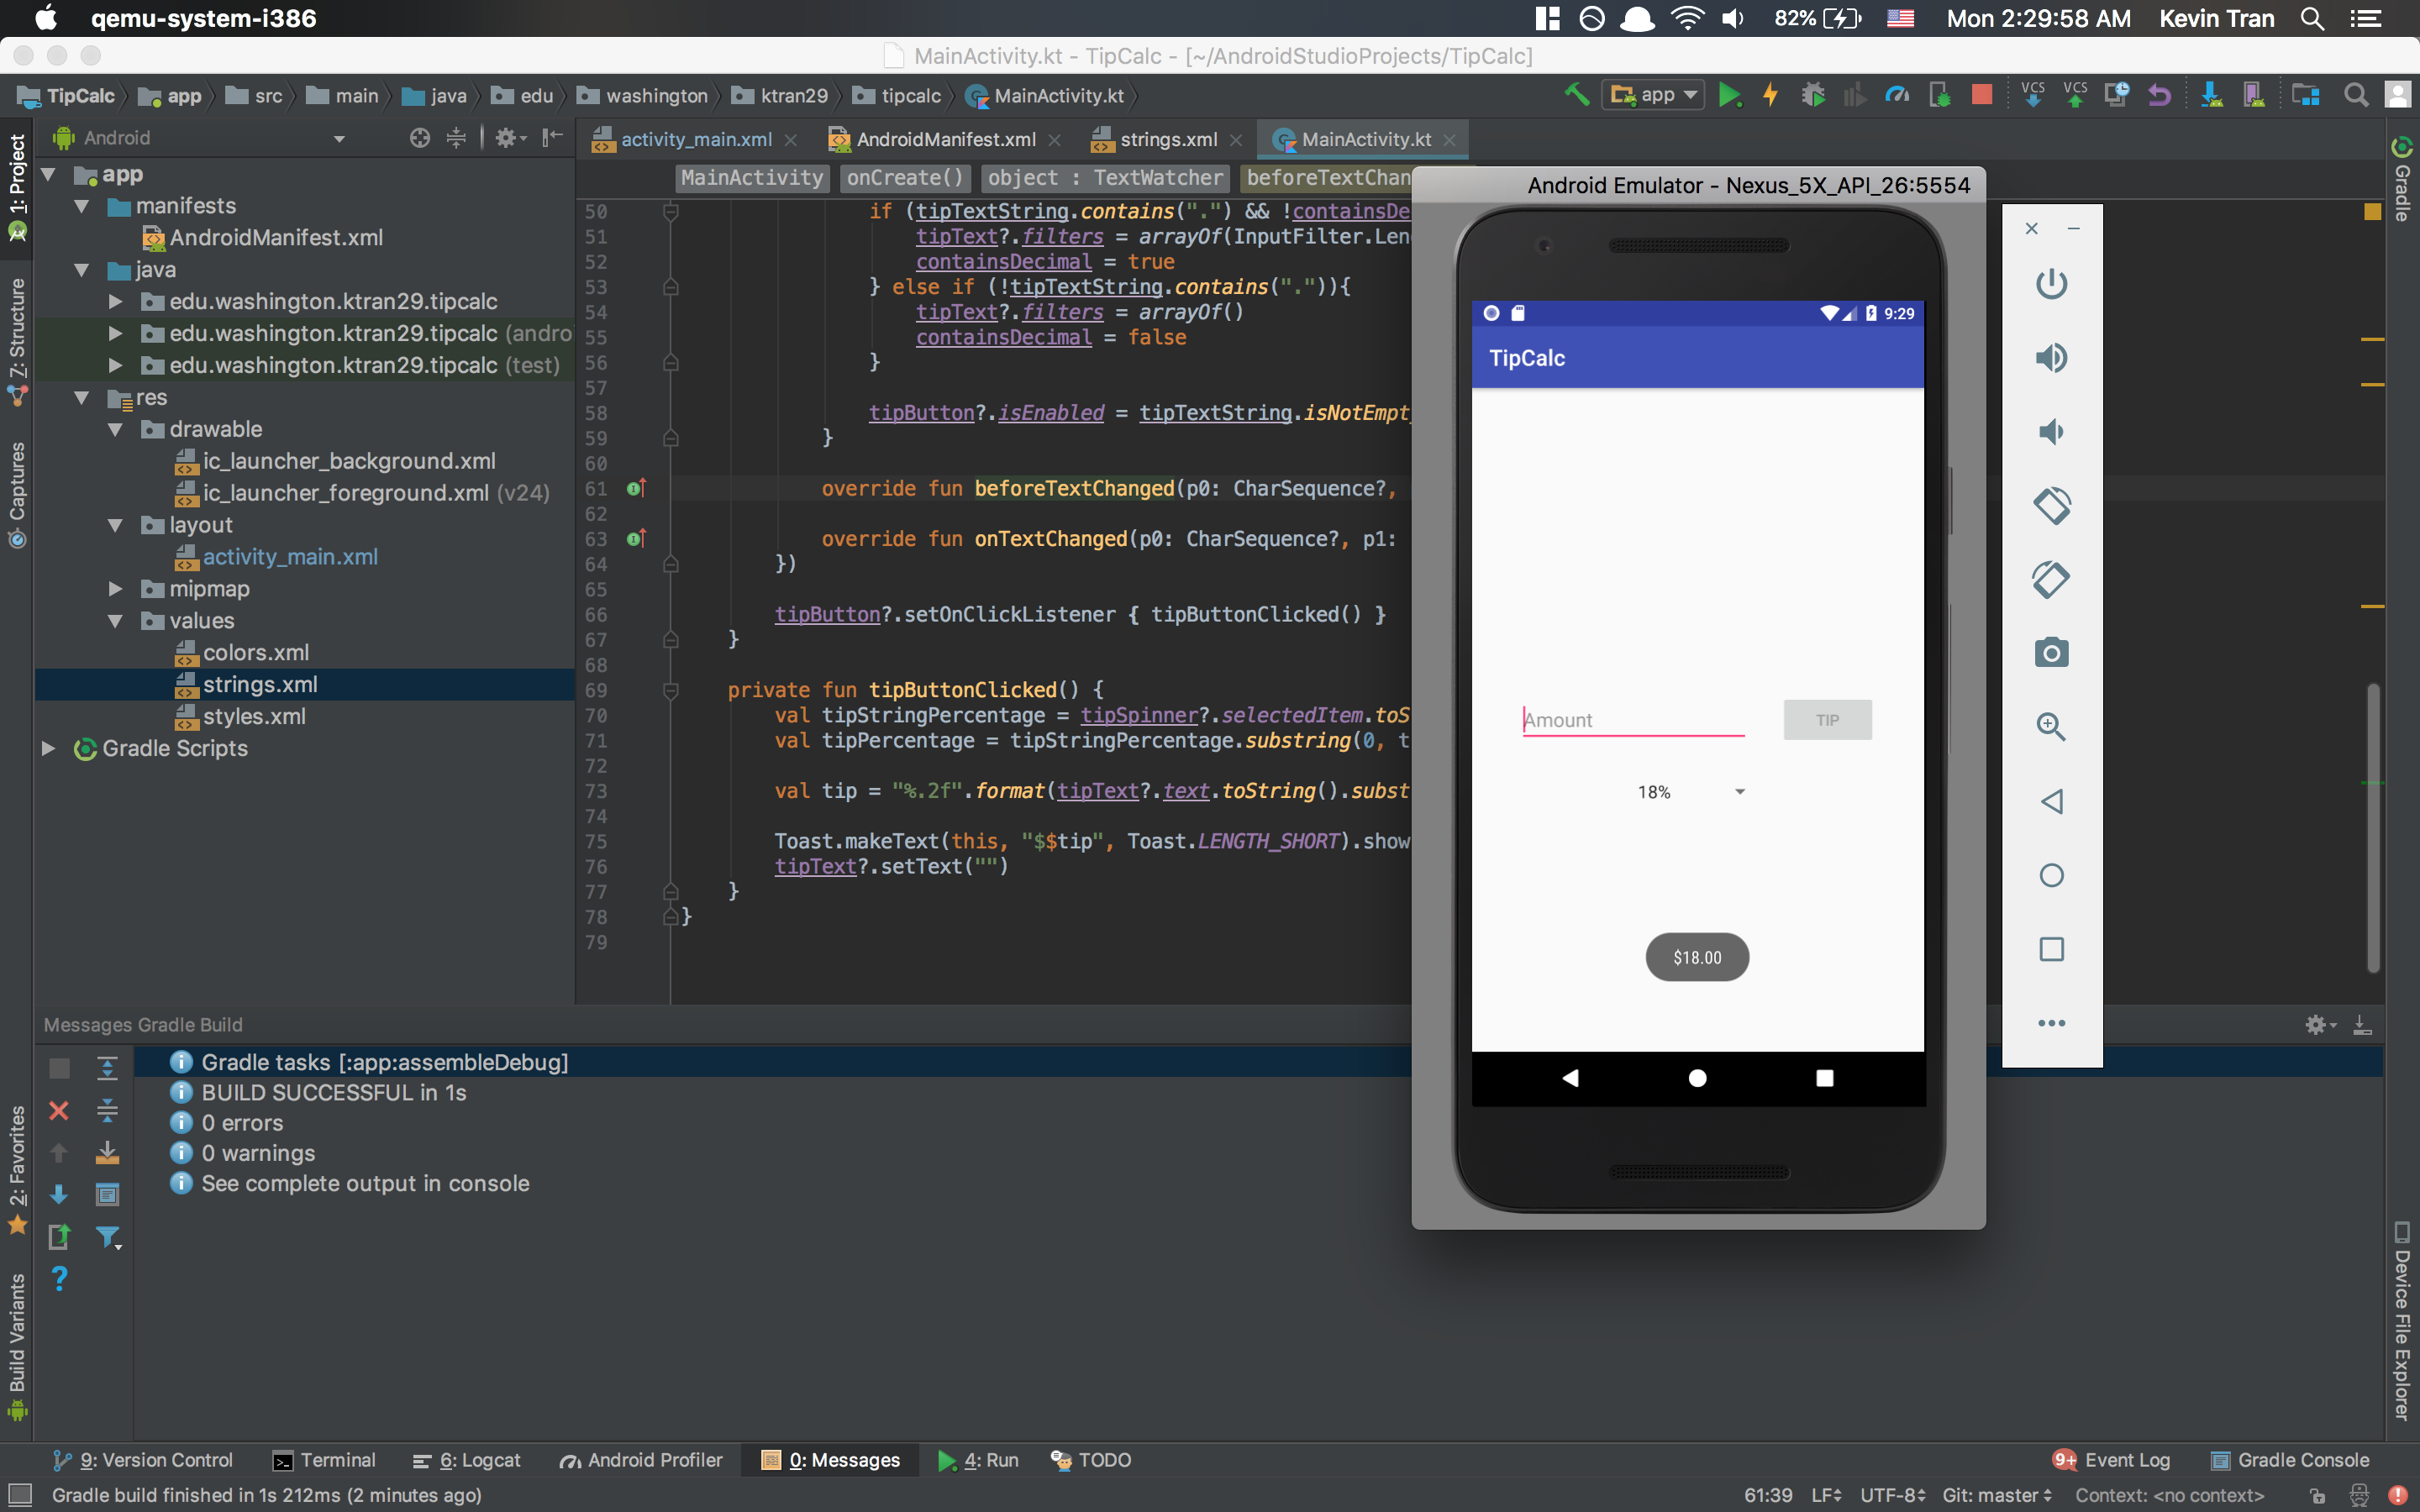 qemu-system-i386
82%
Mon 2:29:58 AM
Kevin Tran
MainActivity.kt - TipCalc - [~/AndroidStudioProjects/TipCalc]
TipCalc
app
src
main
java
edu
washington
ktran29
tipcalc
MainActivity.kt
app
VCS
VCS
1: Project
7: Structure
Captures
2: Favorites
Build Variants
Android
app
manifests
AndroidManifest.xml
java
edu.washington.ktran29.tipcalc
edu.washington.ktran29.tipcalc (andro
edu.washington.ktran29.tipcalc (test)
res
drawable
ic_launcher_background.xml
ic_launcher_foreground.xml (v24)
layout
activity_main.xml
mipmap
values
colors.xml
strings.xml
styles.xml
Gradle Scripts
activity_main.xml
AndroidManifest.xml
strings.xml
MainActivity.kt
MainActivity
onCreate()
object : TextWatcher
beforeTextChan
50 if (tipTextString.contains(".") && !containsDe
51 tipText?.filters = arrayOf(InputFilter.Len
52 containsDecimal = true
53 } else if (!tipTextString.contains(".")){
54 tipText?.filters = arrayOf()
55 containsDecimal = false
56 }
57
58 tipButton?.isEnabled = tipTextString.isNotEmpt
59 }
60
61 override fun beforeTextChanged(p0: CharSequence?,
62
63 override fun onTextChanged(p0: CharSequence?, p1:
64 })
65
66 tipButton?.setOnClickListener { tipButtonClicked() }
67 }
68
69 private fun tipButtonClicked() {
70 val tipStringPercentage = tipSpinner?.selectedItem.toS
71 val tipPercentage = tipStringPercentage.substring(0, t
72
73 val tip = "%.2f".format(tipText?.text.toString().subst
74
75 Toast.makeText(this, "$$tip", Toast.LENGTH_SHORT).show
76 tipText?.setText("")
77 }
78 }
79
Android Emulator - Nexus_5X_API_26:5554
9:29
TipCalc
Amount
TIP
18%
$18.00
Gradle
Device File Explorer
Messages Gradle Build
Gradle tasks [:app:assembleDebug]
BUILD SUCCESSFUL in 1s
0 errors
0 warnings
See complete output in console
9: Version Control
Terminal
6: Logcat
Android Profiler
0: Messages
4: Run
TODO
9+ Event Log
Gradle Console
Gradle build finished in 1s 212ms (2 minutes ago)
61:39
LF
UTF-8
Git: master
Context: <no context>